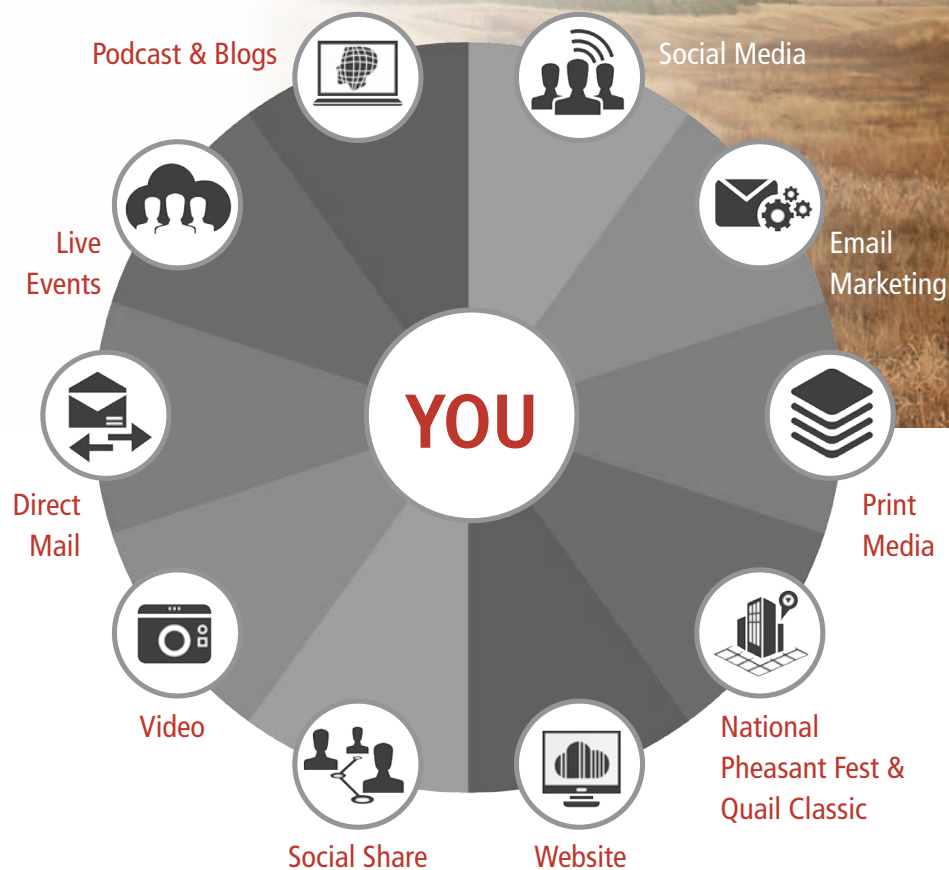 Podcast & Blogs
Social Media
Live
Events
Email
Marketing
YOU
Direct
Mail
Print
Media
Video
National
Pheasant Fest &
Quail Classic
Social Share
Website